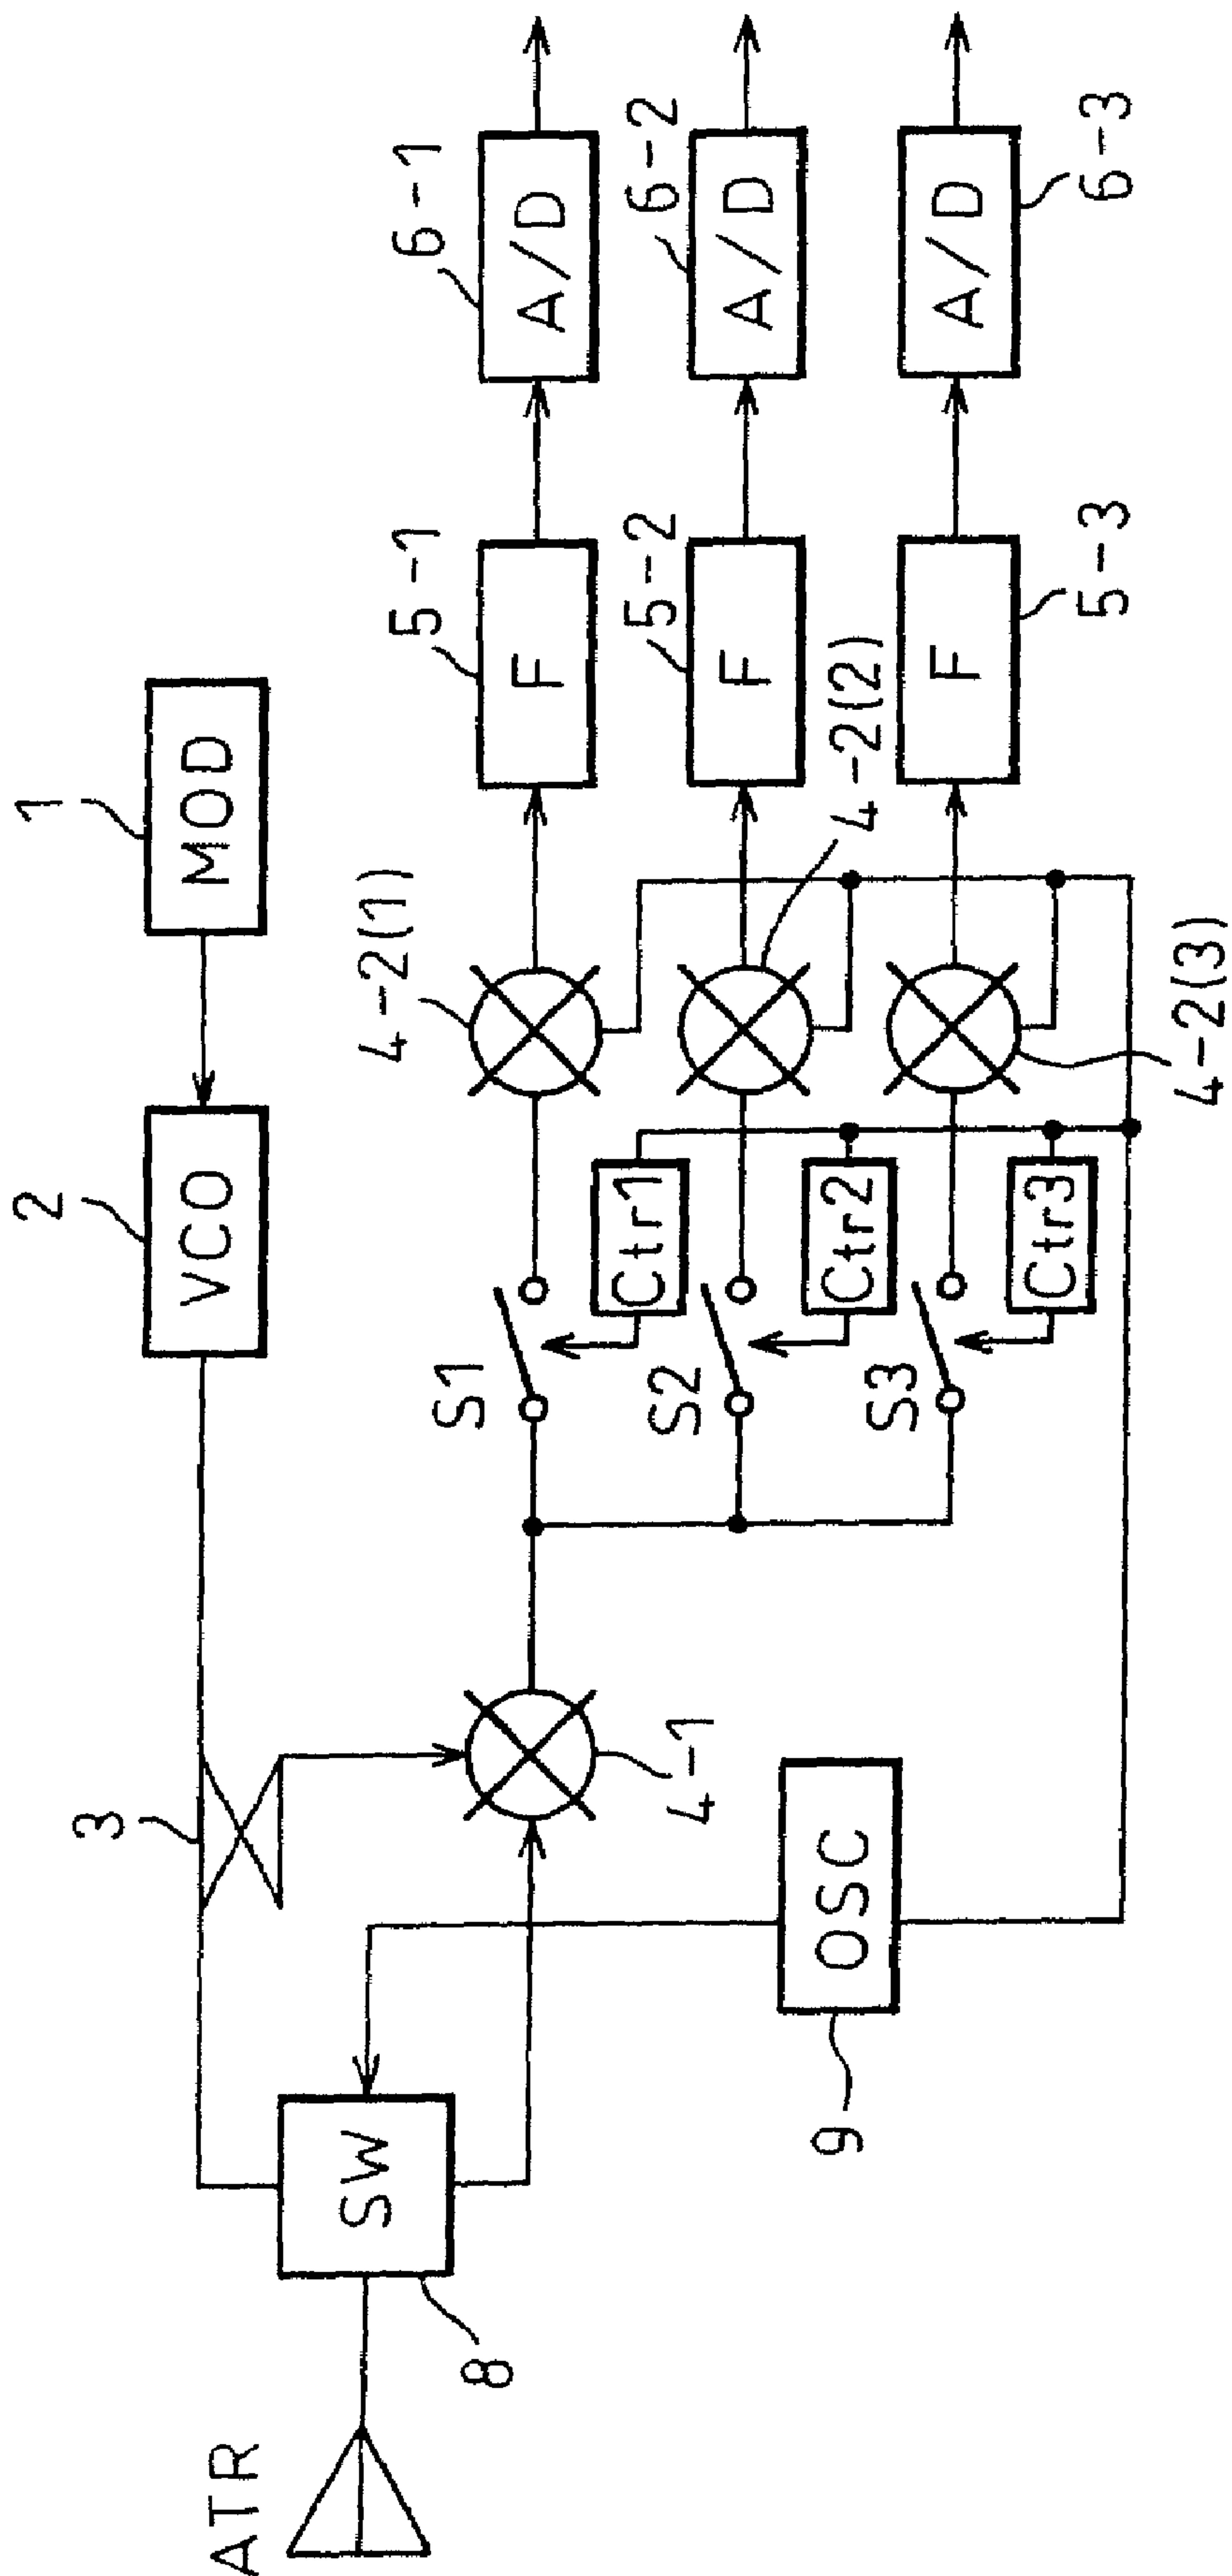 1
MOD
2
VCO
3
ATR
SW
8
4-1
OSC
9
S1
S2
S3
Ctr1
Ctr2
Ctr3
4-2(1)
4-2(2)
4-2(3)
F
5-1
F
5-2
F
5-3
A/D
6-1
A/D
6-2
A/D
6-3